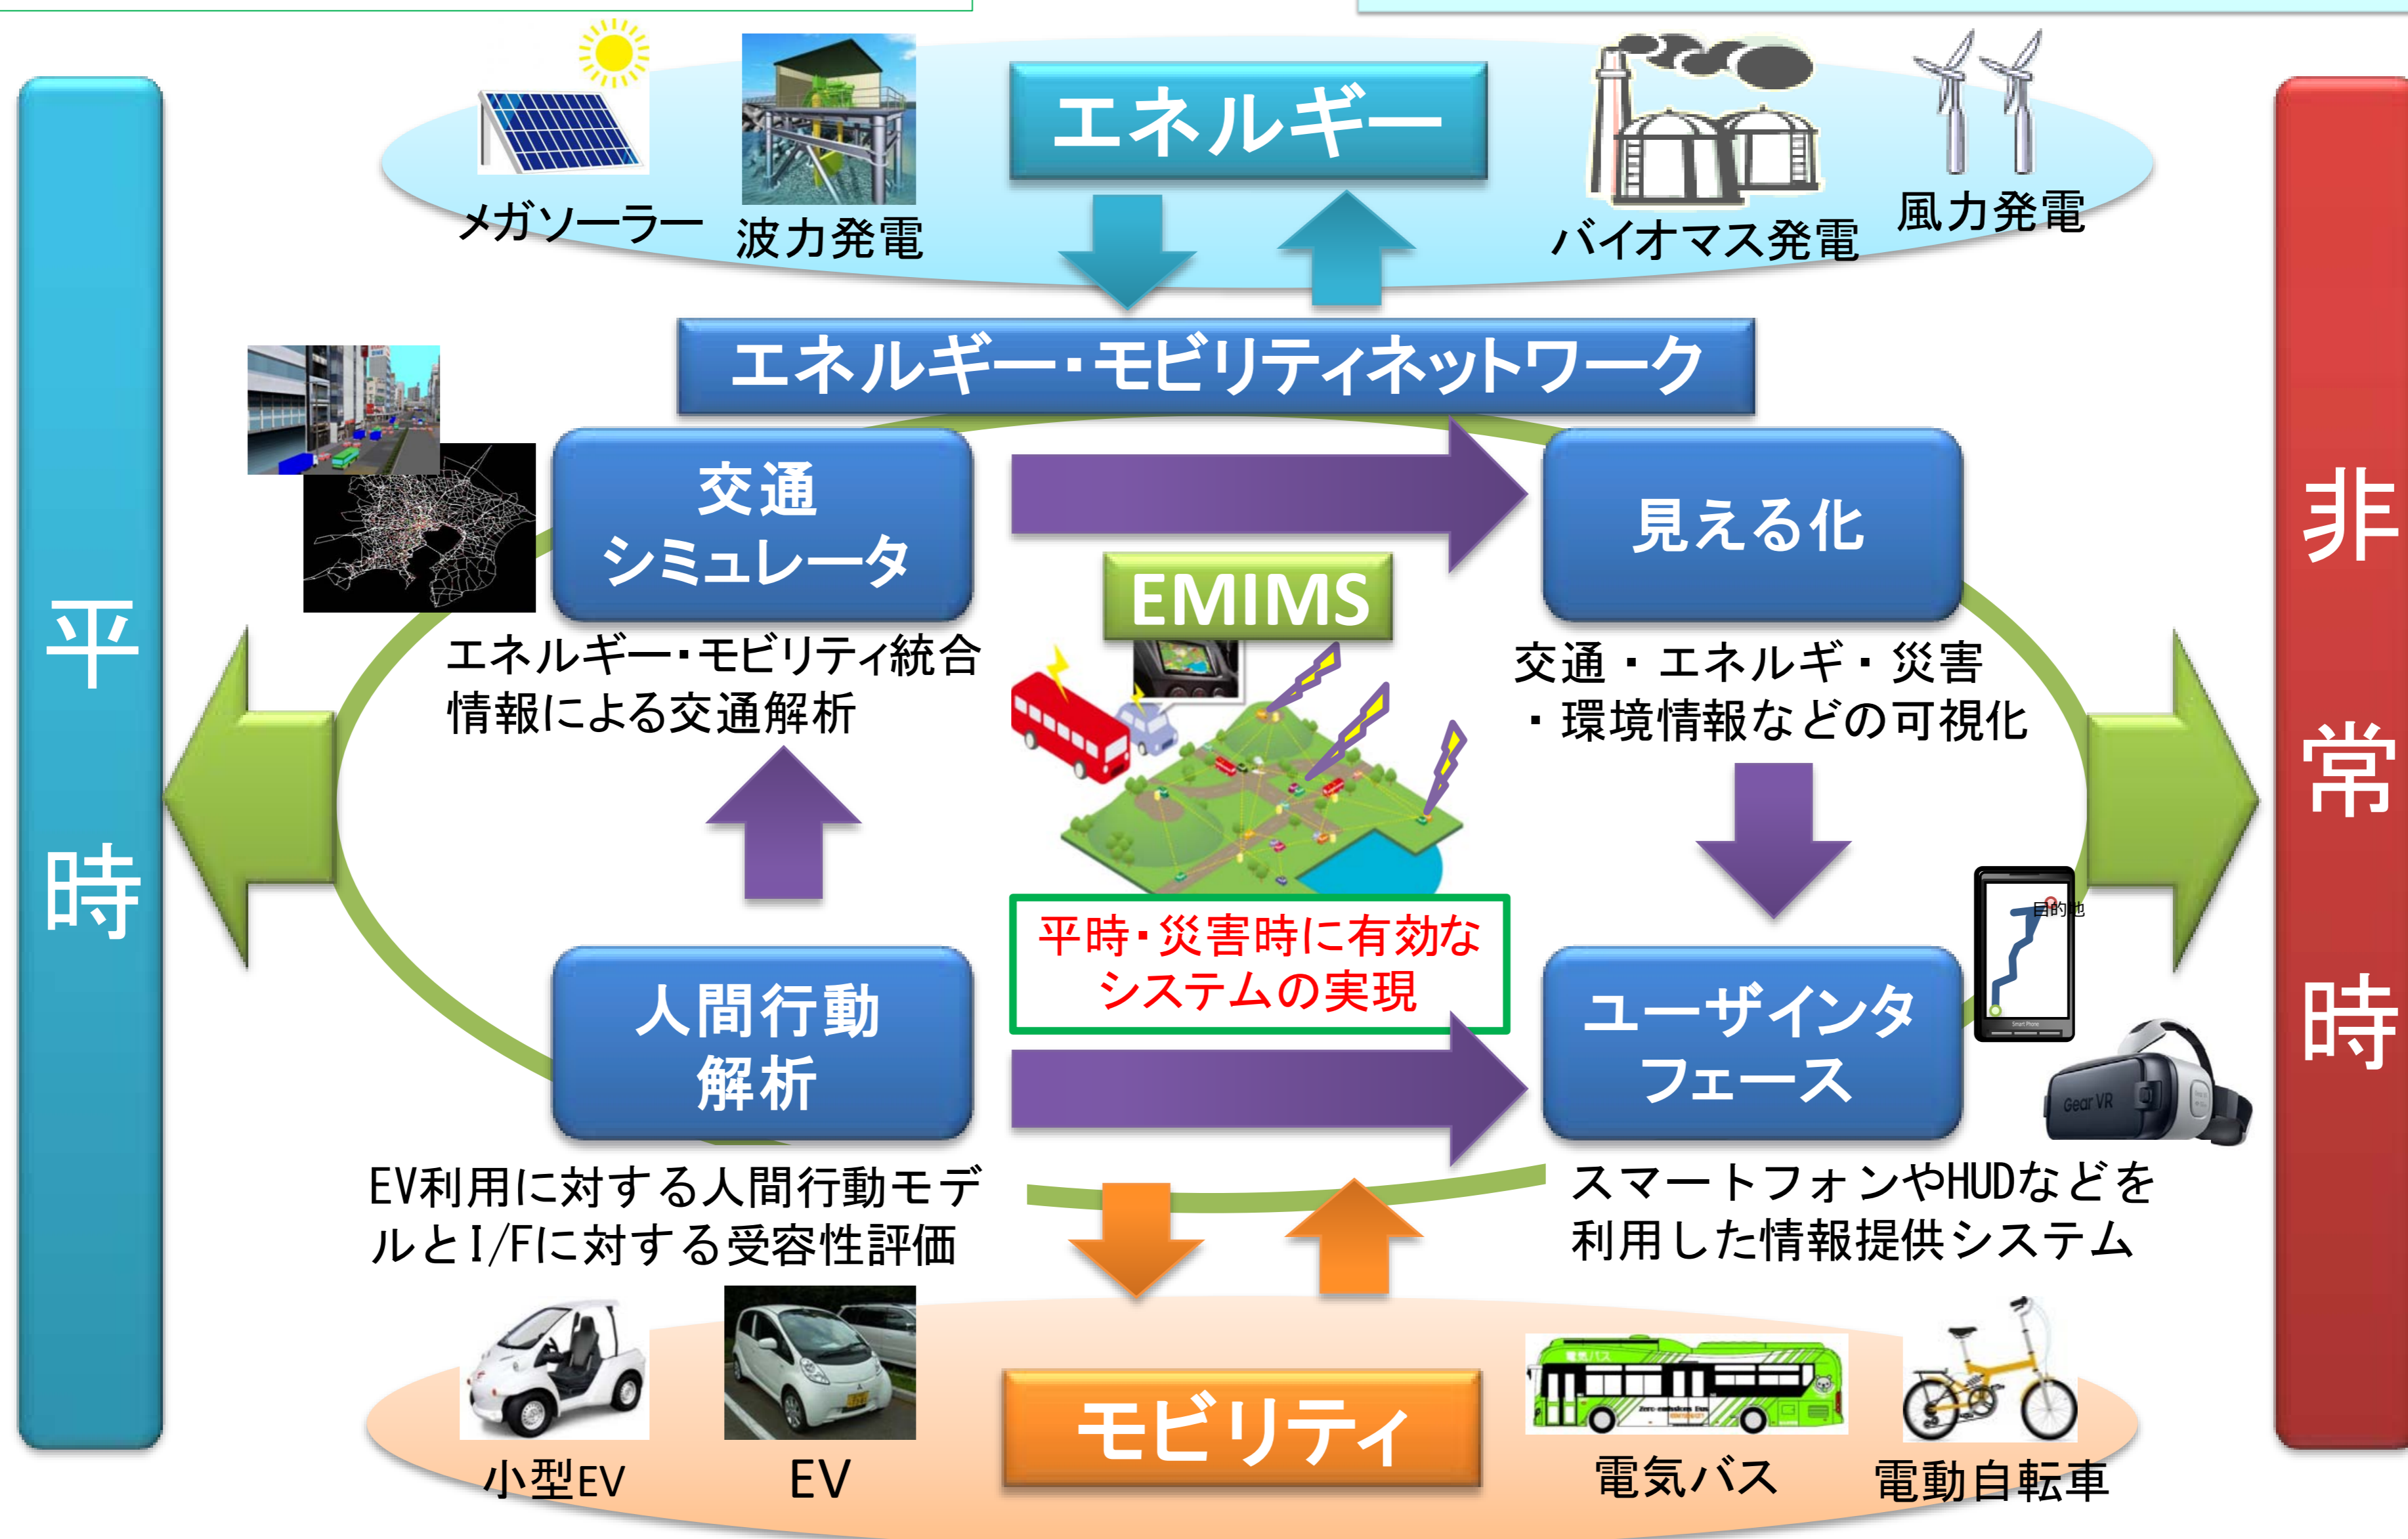 エネルギー
メガソーラー
波力発電
バイオマス発電
風力発電
エネルギー・モビリティネットワーク
平時
非常時
交通
シミュレータ
見える化
EMIMS
エネルギー・モビリティ統合
情報による交通解析
交通・エネルギ・災害
・環境情報などの可視化
平時・災害時に有効な
システムの実現
目的地
Smart Phone
人間行動
解析
ユーザインタ
フェース
Gear VR
EV利用に対する人間行動モデ
ルとI/Fに対する受容性評価
スマートフォンやHUDなどを
利用した情報提供システム
電気バス
Zero-emissions Bus
モビリティ
小型EV
EV
電気バス
電動自転車